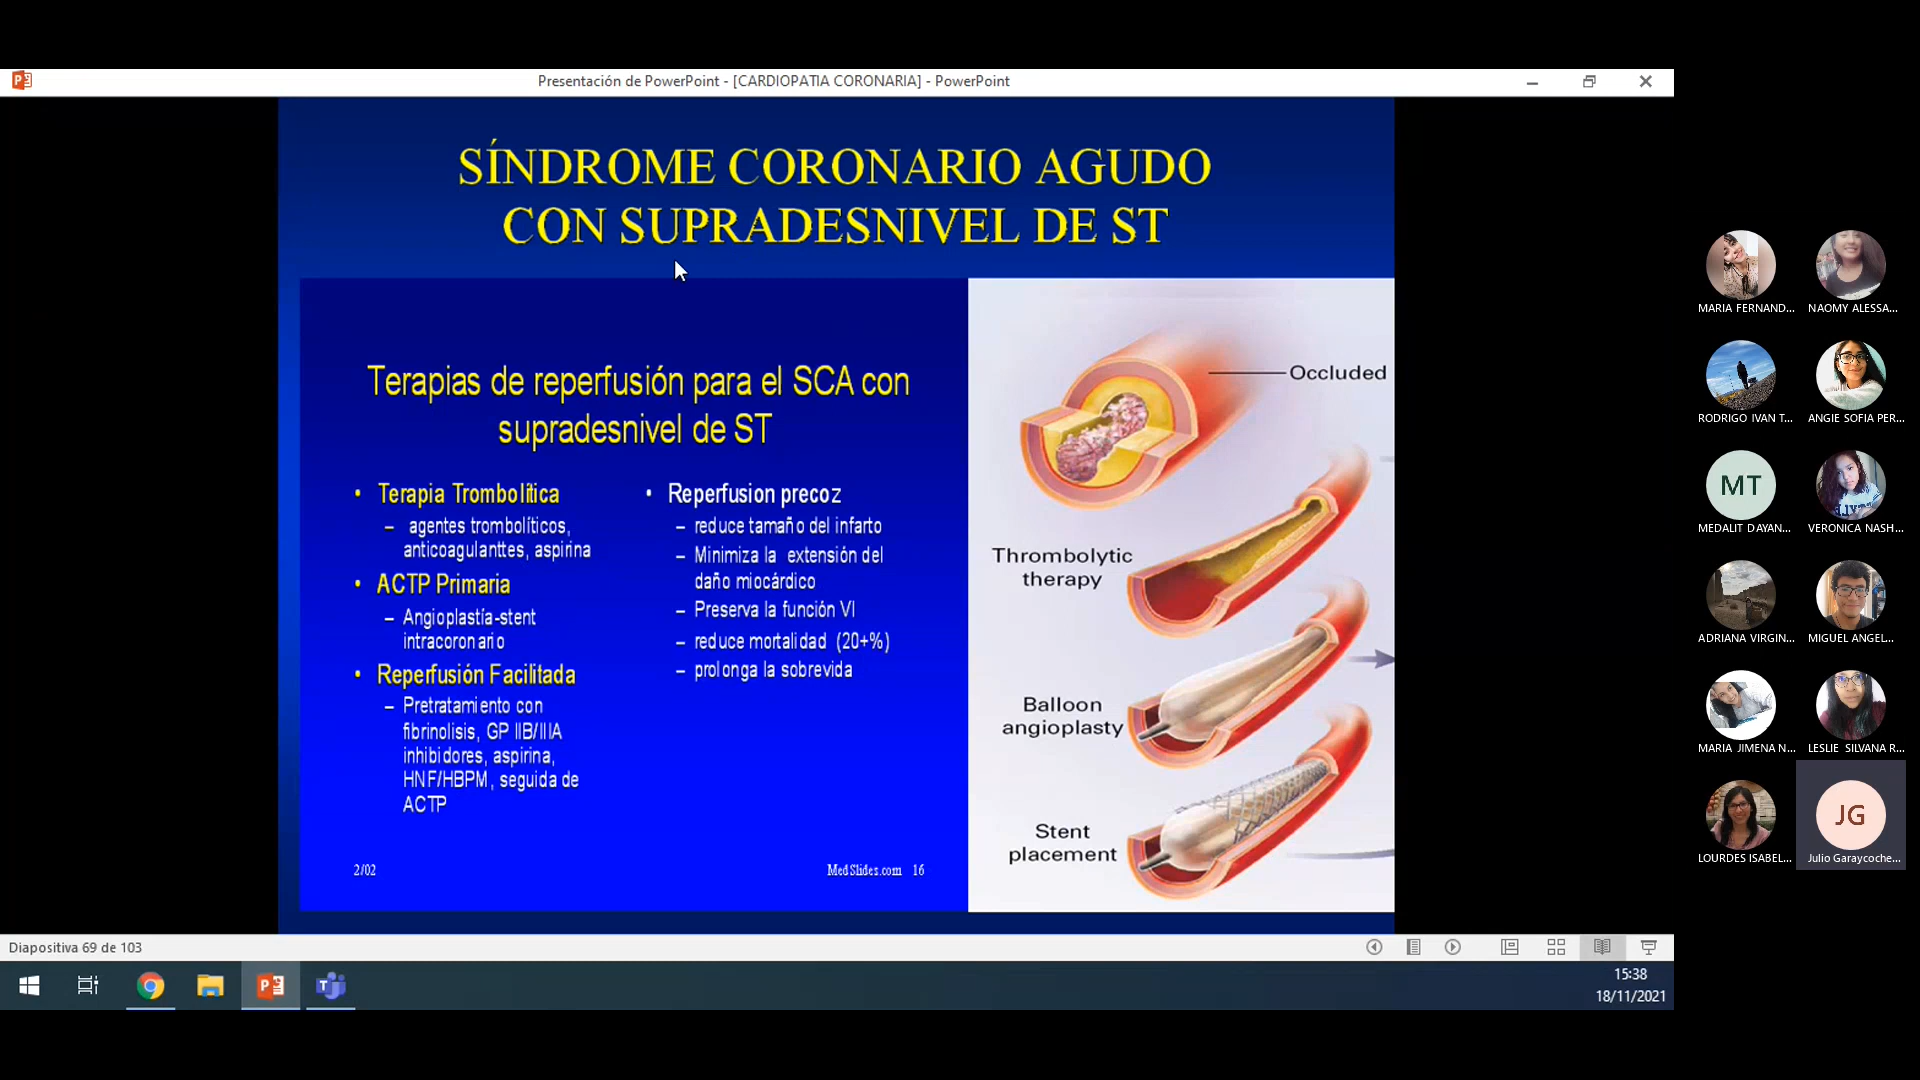 Presentación de PowerPoint - [CARDIOPATIA CORONARIA] - PowerPoint
SÍNDROME CORONARIO AGUDO
CON SUPRADESNIVEL DE ST
Terapias de reperfusión para el SCA con
supradesnivel de ST
• Terapia Trombolítica
– agentes trombolíticos,
anticoagulanttes, aspirina
• ACTP Primaria
– Angioplastía-stent
intracoronario
• Reperfusión Facilitada
– Pretratamiento con
fibrinolisis, GP IIB/IIIA
inhibidores, aspirina,
HNF/HBPM, seguida de
ACTP
• Reperfusion precoz
– reduce tamaño del infarto
– Minimiza la extensión del
daño miocárdico
– Preserva la función VI
– reduce mortalidad (20+%)
– prolonga la sobrevida
2/02
MedSlides.com 16
Occluded
Thrombolytic
therapy
Balloon
angioplasty
Stent
placement
MARIA FERNAND...
NAOMY ALESSA...
RODRIGO IVAN T...
ANGIE SOFIA PER...
MT
MEDALIT DAYAN...
VERONICA NASH...
ADRIANA VIRGIN...
MIGUEL ANGEL...
MARIA JIMENA N...
LESLIE SILVANA R...
LOURDES ISABEL...
JG
Julio Garaycoche...
Diapositiva 69 de 103
15:38
18/11/2021